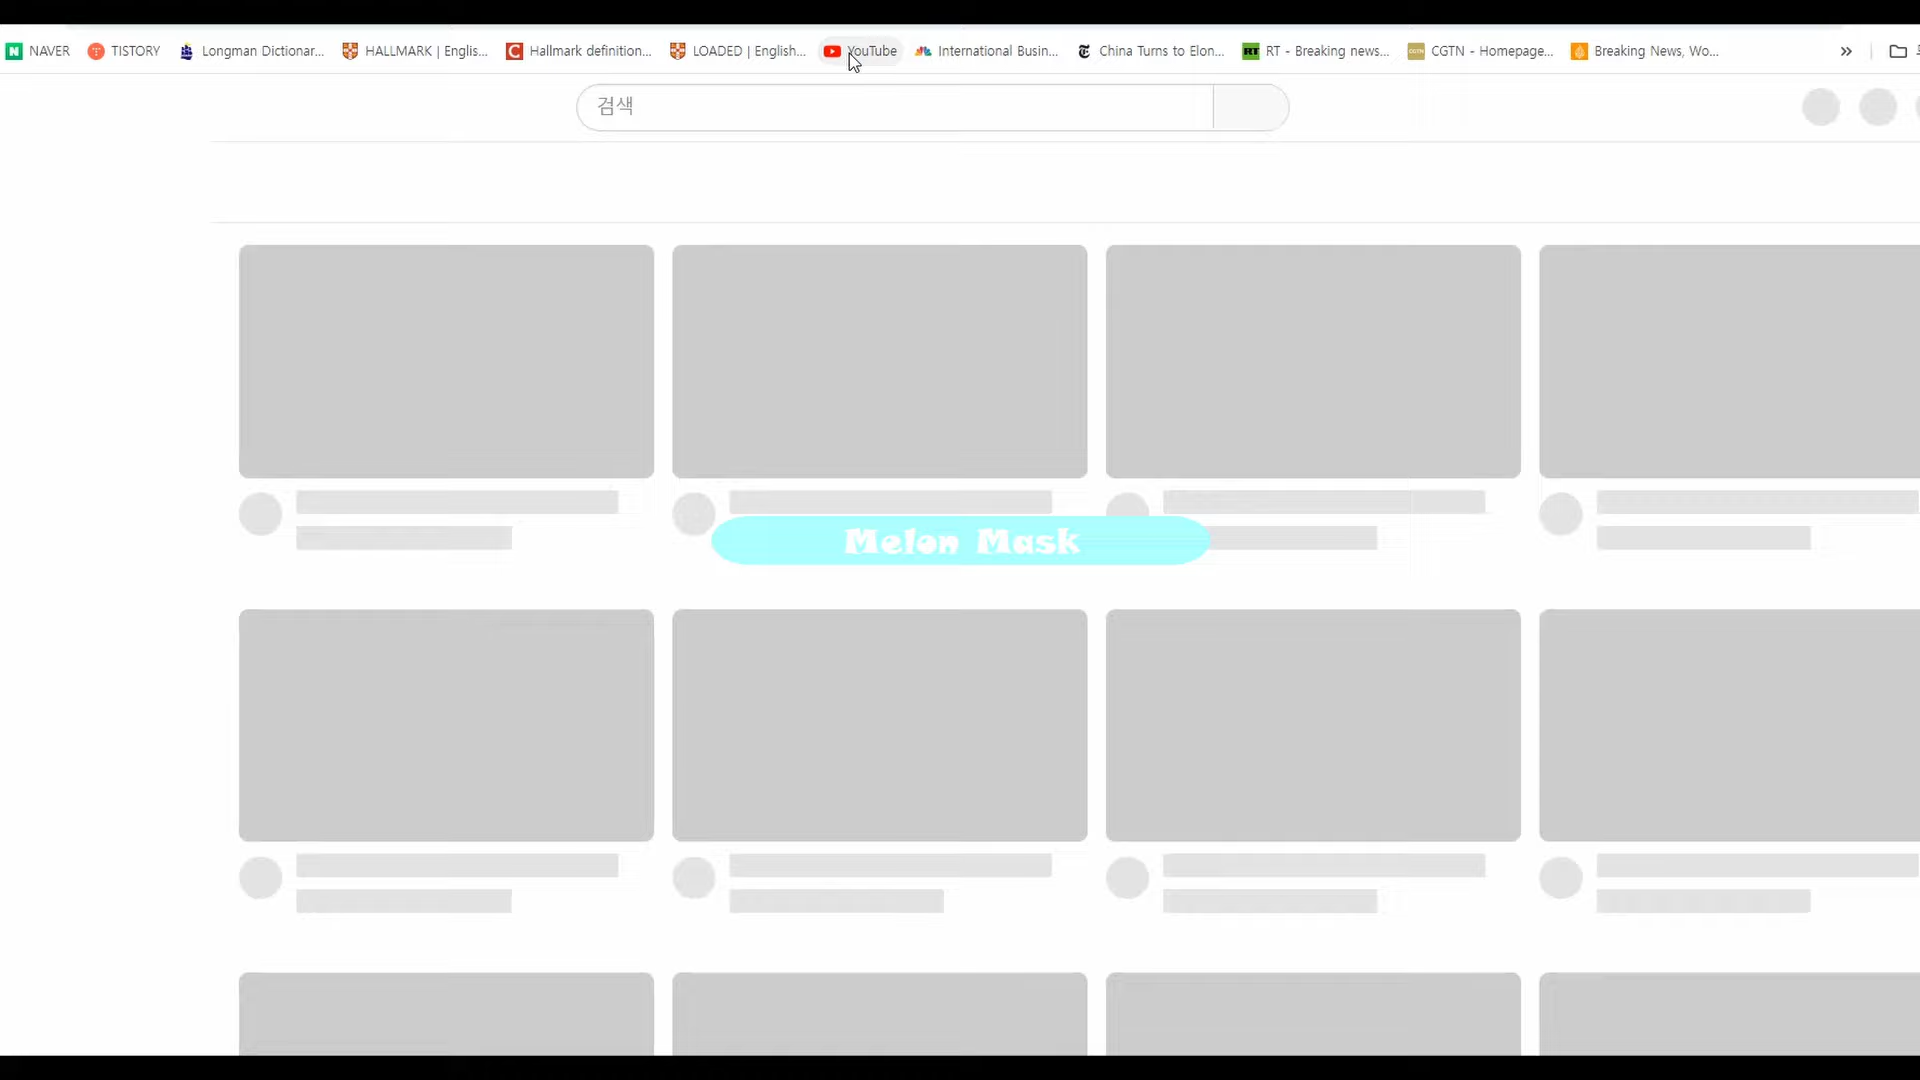 NAVER
TISTORY
Longman Dictionar...
HALLMARK | Englis...
Hallmark definition...
LOADED | English...
YouTube
International Busin...
China Turns to Elon...
RT - Breaking news...
CGTN - Homepage...
Breaking News, Wo...
검색
Melon Mask